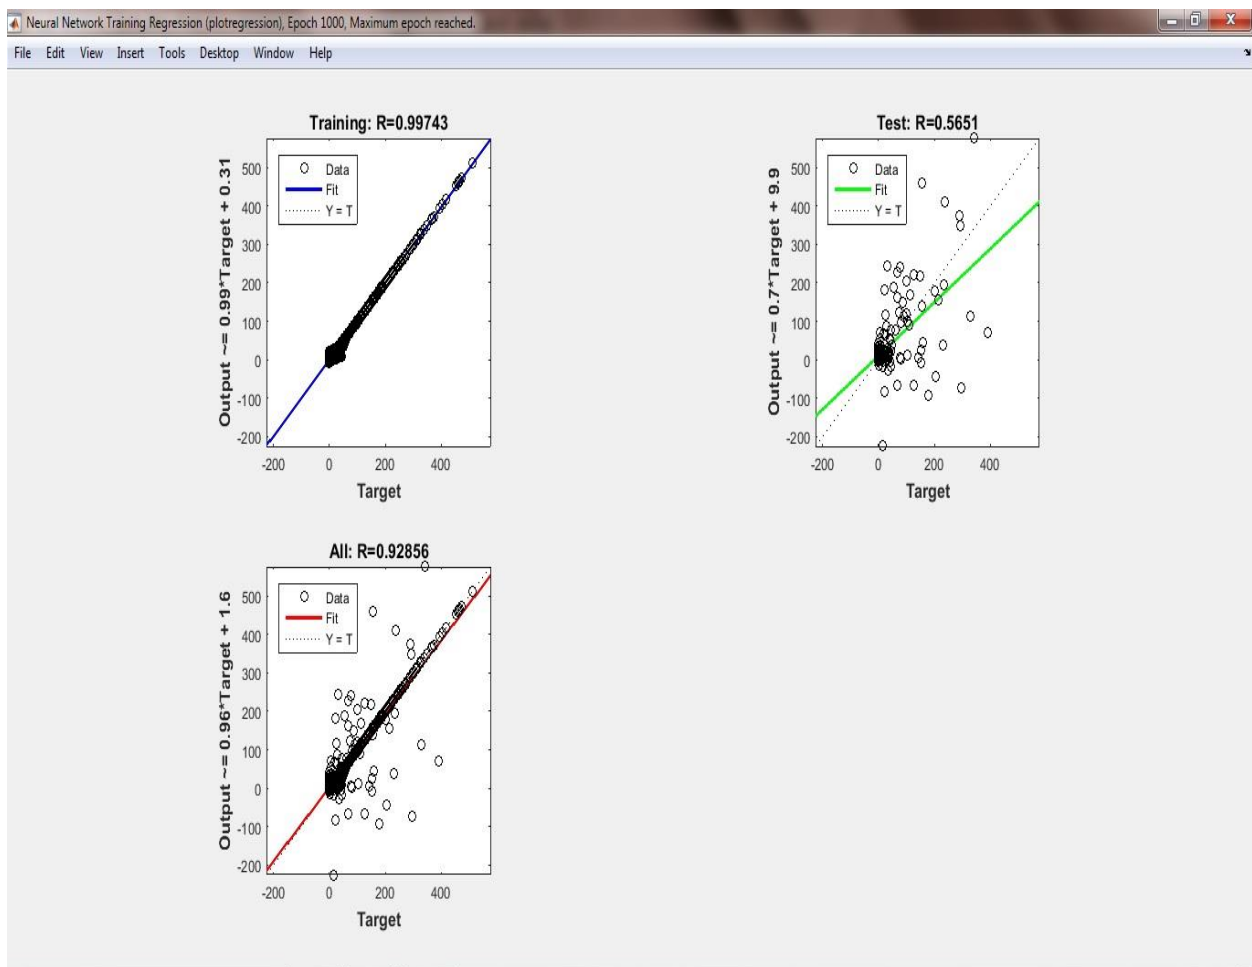 Neural Network Training Regression (plotregression), Epoch 1000, Maximum epoch reached.
File Edit View Insert Tools Desktop Window Help
Training: R=0.99743
Output ~= 0.99*Target + 0.31
500
400
300
200
100
0
-100
-200
Data
Fit
Y = T
-200 0 200 400
Target
Test: R=0.5651
Output ~= 0.7*Target + 9.9
500
400
300
200
100
0
-100
-200
Data
Fit
Y = T
-200 0 200 400
Target
All: R=0.92856
Output ~= 0.96*Target + 1.6
500
400
300
200
100
0
-100
-200
Data
Fit
Y = T
-200 0 200 400
Target